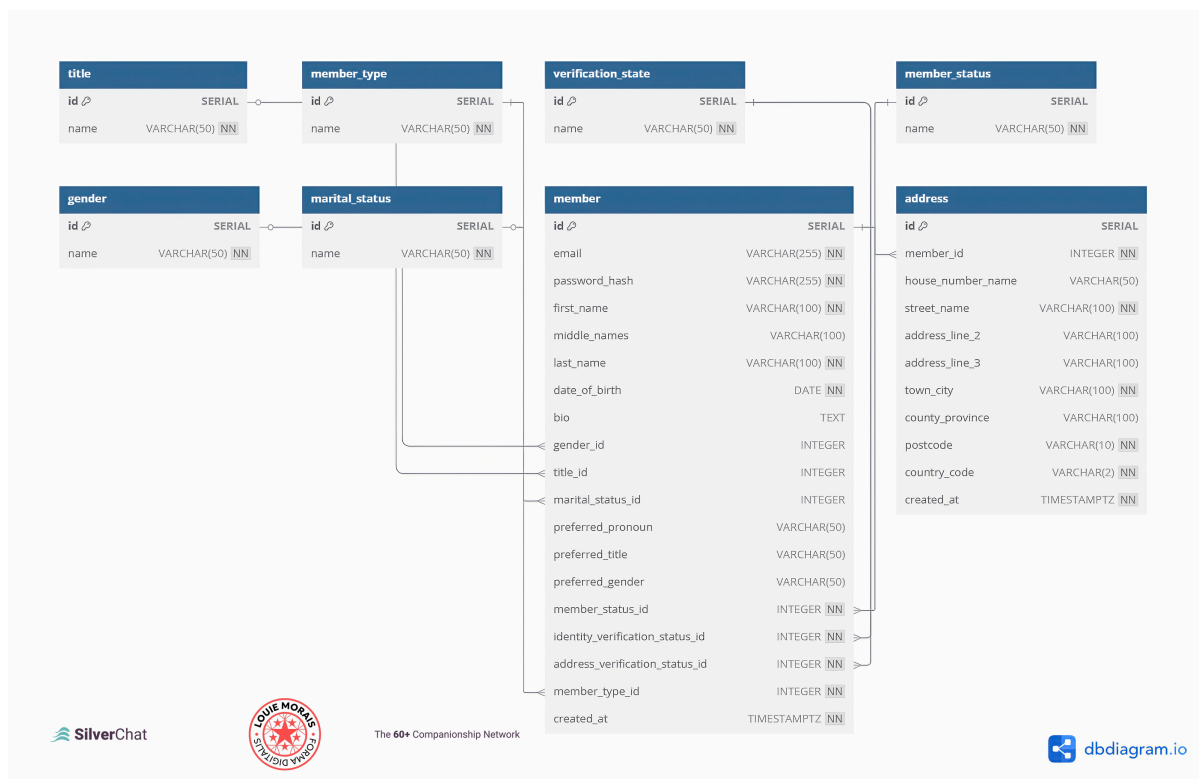 title
id SERIAL
name VARCHAR(50) NN
member_type
id SERIAL
name VARCHAR(50) NN
verification_state
id SERIAL
name VARCHAR(50) NN
member_status
id SERIAL
name VARCHAR(50) NN
gender
id SERIAL
name VARCHAR(50) NN
marital_status
id SERIAL
name VARCHAR(50) NN
member
id SERIAL
email VARCHAR(255) NN
password_hash VARCHAR(255) NN
first_name VARCHAR(100) NN
middle_names VARCHAR(100)
last_name VARCHAR(100) NN
date_of_birth DATE NN
bio TEXT
gender_id INTEGER
title_id INTEGER
marital_status_id INTEGER
preferred_pronoun VARCHAR(50)
preferred_title VARCHAR(50)
preferred_gender VARCHAR(50)
member_status_id INTEGER NN
identity_verification_status_id INTEGER NN
address_verification_status_id INTEGER NN
member_type_id INTEGER NN
created_at TIMESTAMPTZ NN
address
id SERIAL
member_id INTEGER NN
house_number_name VARCHAR(50)
street_name VARCHAR(100) NN
address_line_2 VARCHAR(100)
address_line_3 VARCHAR(100)
town_city VARCHAR(100) NN
county_province VARCHAR(100)
postcode VARCHAR(10) NN
country_code VARCHAR(2) NN
created_at TIMESTAMPTZ NN
SilverChat
LOUIE MORAIS
• FORMA DIGITALIS •
The 60+ Companionship Network
dbdiagram.io